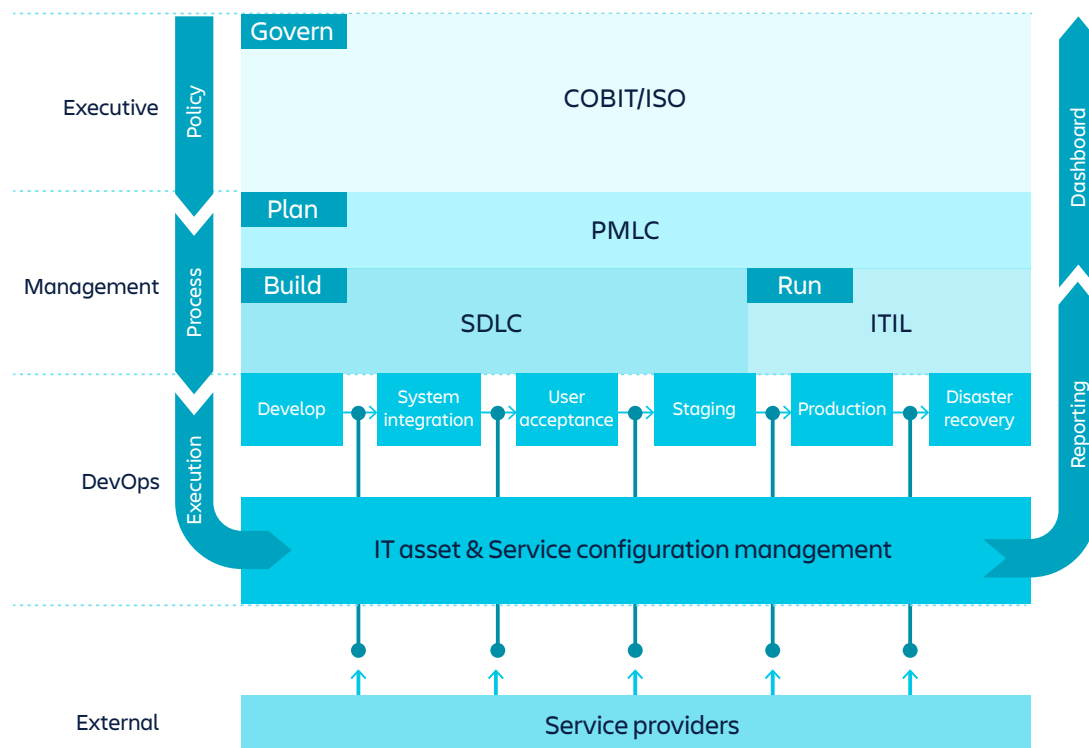 Govern
Executive
Policy
COBIT/ISO
Dashboard
Plan
PMLC
Management
Process
Build
SDLC
Run
ITIL
Develop
System
integration
User
acceptance
Staging
Production
Disaster
recovery
Reporting
DevOps
Execution
IT asset & Service configuration management
External
Service providers